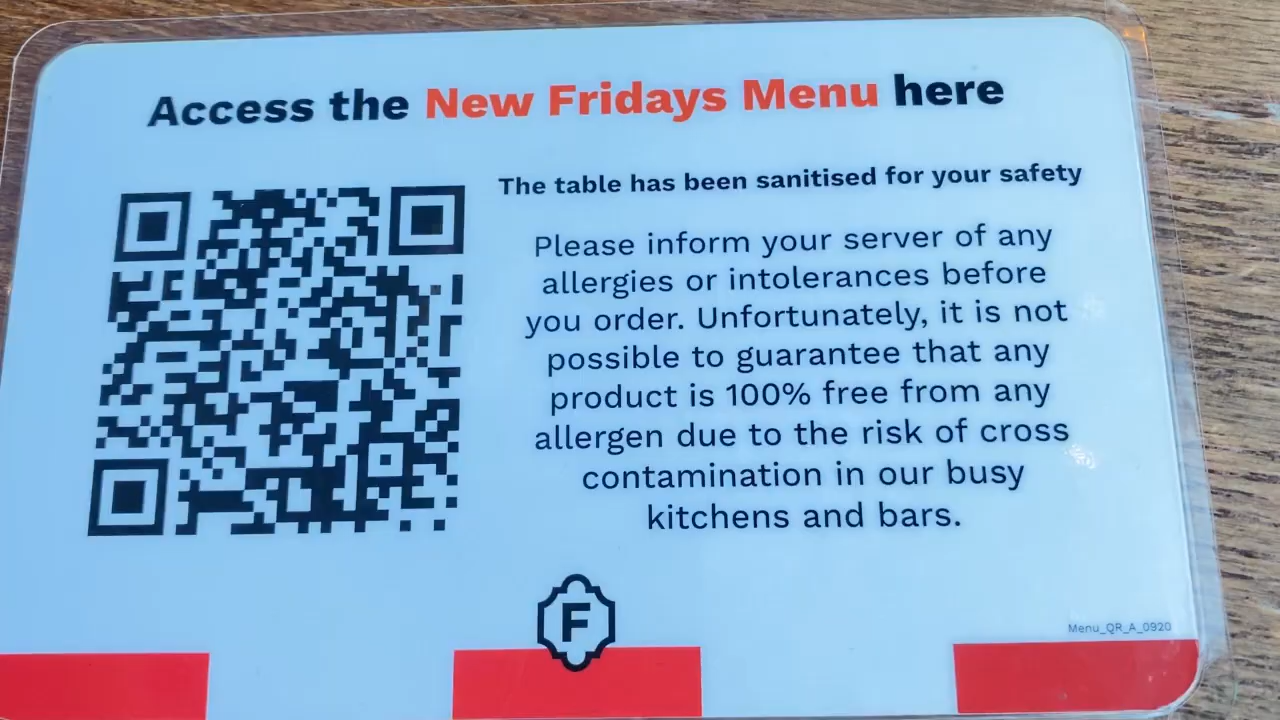 Access the New Fridays Menu here
The table has been sanitised for your safety
Please inform your server of any
allergies or intolerances before
you order. Unfortunately, it is not
possible to guarantee that any
product is 100% free from any
allergen due to the risk of cross
contamination in our busy
kitchens and bars.
F
Menu_QR_A_0920